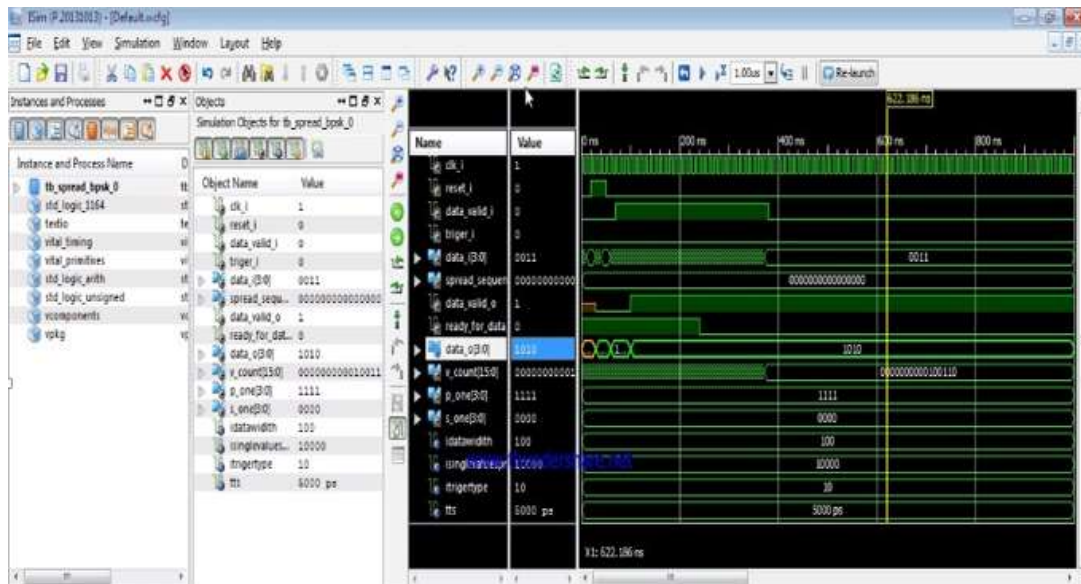 ISim (P.20131013) - [Default.wcfg]
File Edit View Simulation Window Layout Help
1.00us Re-launch
Instances and Processes
Instance and Process Name
tb_spread_bpsk_0
std_logic_1164
textio
vital_timing
vital_primitives
std_logic_arith
std_logic_unsigned
vcomponents
vpkg
Objects
Simulation Objects for tb_spread_bpsk_0
Object Name Value
clk_i 1
reset_i 0
data_valid_i 0
triger_i 0
data_i[3:0] 0011
spread_sequ...
data_valid_o 1
ready_for_dat... 0
data_o[3:0] 1010
v_count[15:0]
p_one[3:0] 1111
s_one[3:0] 0000
idatawidth 100
isinglevalues... 10000
itrigertype 10
tts 5000 ps
Name Value
clk_i 1
reset_i 0
data_valid_i 0
triger_i 0
data_i[3:0] 0011
spread_sequen
data_valid_o 1
ready_for_data 0
data_o[3:0] 1010
v_count[15:0]
p_one[3:0] 1111
s_one[3:0] 0000
idatawidth 100
10000
itrigertype 10
tts 5000 ps
622.186 ns
0 ns 200 ns 400 ns 600 ns 800 ns
0011
0000000000000000
1010
0000000000100110
1111
0000
100
10000
10
5000 ps
X1: 622.186 ns